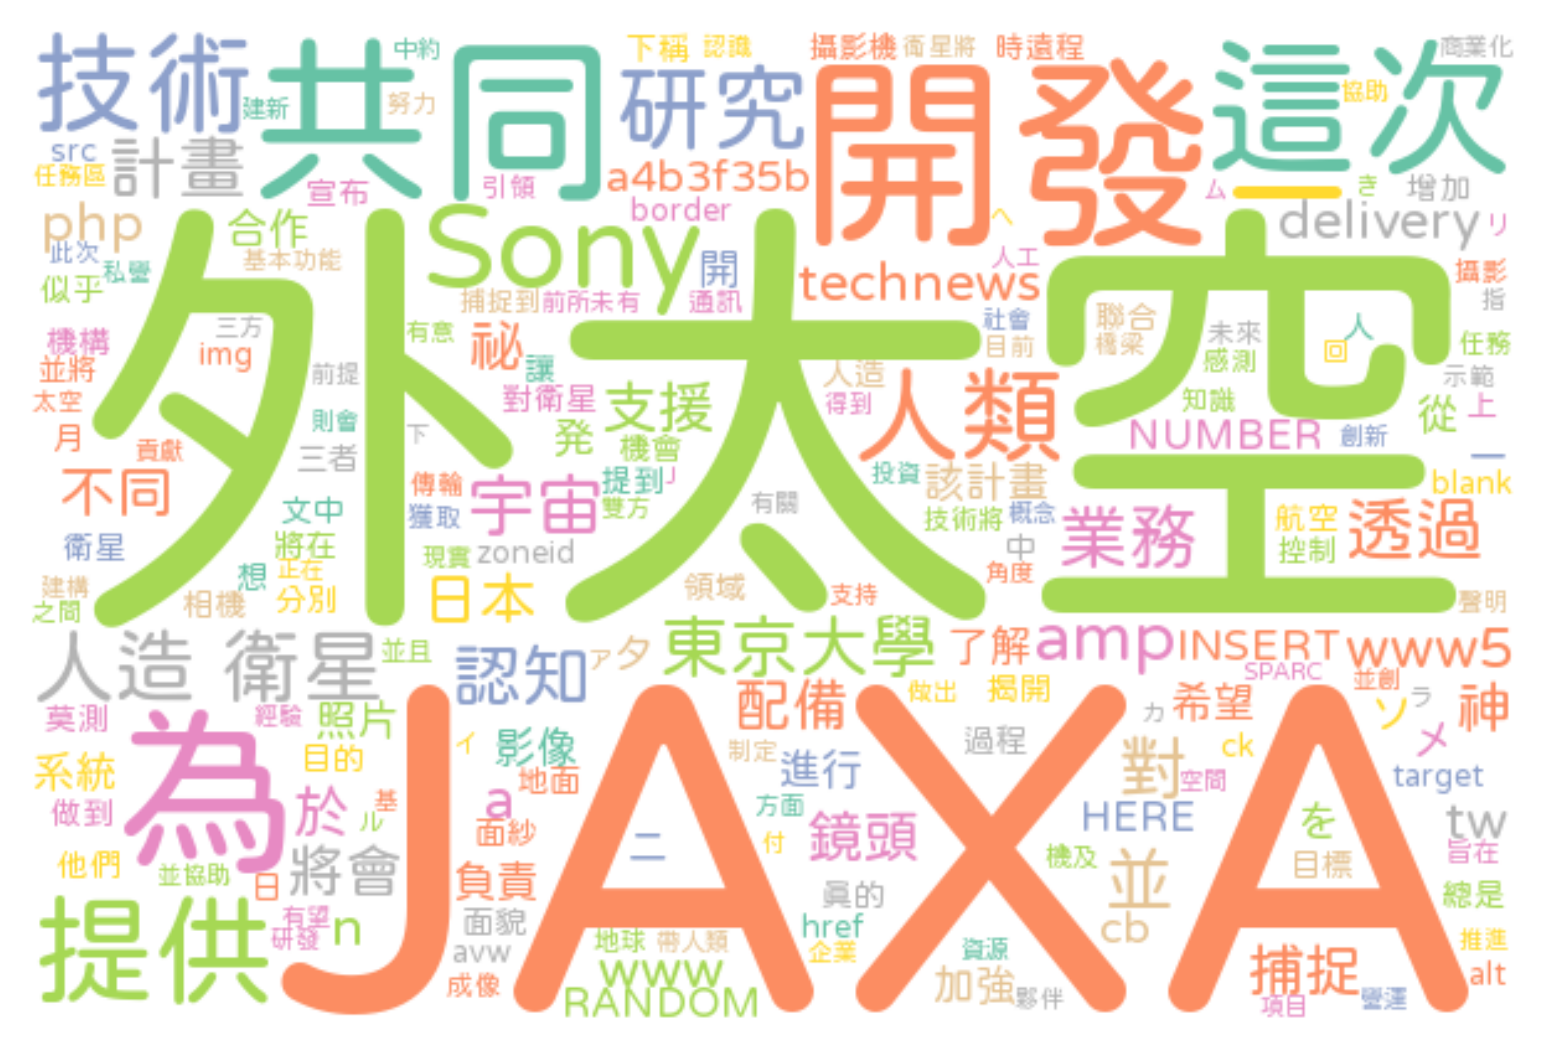 技術
共同
中約
建新
努力
下稱
認識
研究
攝影機
衛星將
時遠程
開發
這次
商業化
協助
src
任務區
計畫
宣布
引領
a4b3f35b
border
ム
一
き
增加
php
此次
私營
合作
基本功能
Sony
開
へ
人工
technews
delivery
リ
似乎
捕捉到
前所未有
通訊
攝影
指
外太空
機構
三方
img
有意
祕
讓
社會
目前
聯合
橋梁
未來
感測
人
回
任務
並將
太空
前提
對衛星
支援
人造
得到
人類
知識
示範
從
上
月
貢獻
則會
下
発
機會
NUMBER
創新
一
三者
不同
傳輸
宇宙
提到
J
投資
該計畫
blank
文中
獲取
雙方
有關
技術將
概念
業務
航空
透過
衛星
將在
現實
zoneid
中
控制
建構
之間
想
正在
相機
分別
日本
領域
支持
角度
聲明
人造 衛星
並且
認知
ァ
タ
東京大學
了解
amp
INSERT
www5
SPARC
莫測
經驗
照片
配備
做出
揭開
カ
希望
並創
ラ
ソ
神
系統
為
目的
イ
影像
制定
進行
過程
對
ck
メ
JAXA
做到
於
ル
基
a
地面
方面
空間
target
他們
面紗
二
付
鏡頭
HERE
を
tw
旨在
並協助
日
將會
負責
真的
機及
並
目標
總是
提供
有望
研發
n
面貌
avw
地球
帶人類
href
企業
資源
cb
推進
成像
www
RANDOM
加強
夥伴
捕捉
項目
營運
alt